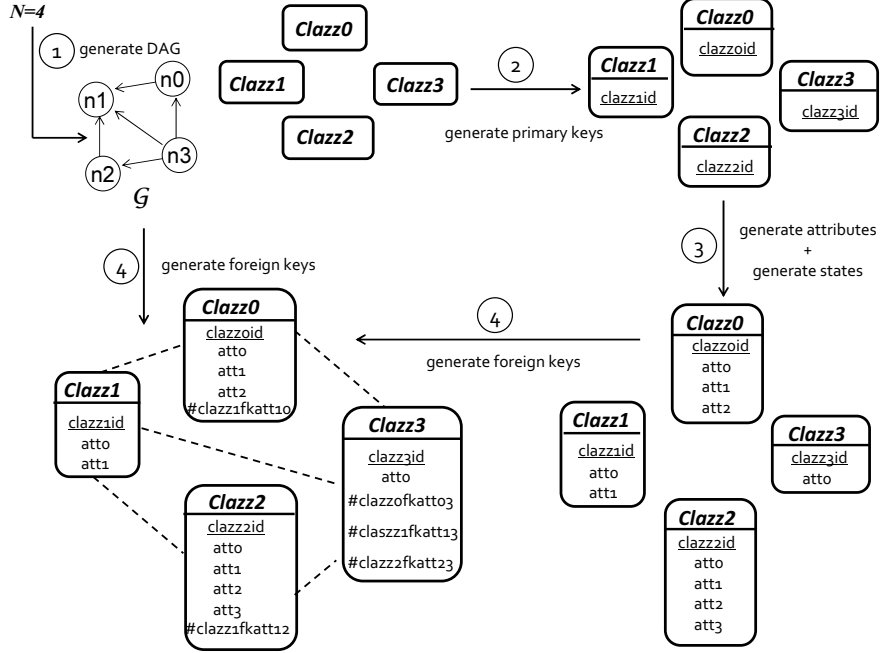 N=4
1 generate DAG
n0
n1
n3
n2
G
Clazz0
Clazz1
Clazz3
Clazz2
2
generate primary keys
Clazz0
clazz0id
Clazz1
clazz1id
Clazz3
clazz3id
Clazz2
clazz2id
3
generate attributes
+
generate states
4 generate foreign keys
4
generate foreign keys
Clazz0
clazz0id
att0
att1
att2
#clazz1fkatt10
Clazz1
clazz1id
att0
att1
Clazz3
clazz3id
att0
#clazz0fkatt03
#claszz1fkatt13
#clazz2fkatt23
Clazz2
clazz2id
att0
att1
att2
att3
#clazz1fkatt12
Clazz0
clazz0id
att0
att1
att2
Clazz1
clazz1id
att0
att1
Clazz3
clazz3id
att0
Clazz2
clazz2id
att0
att1
att2
att3